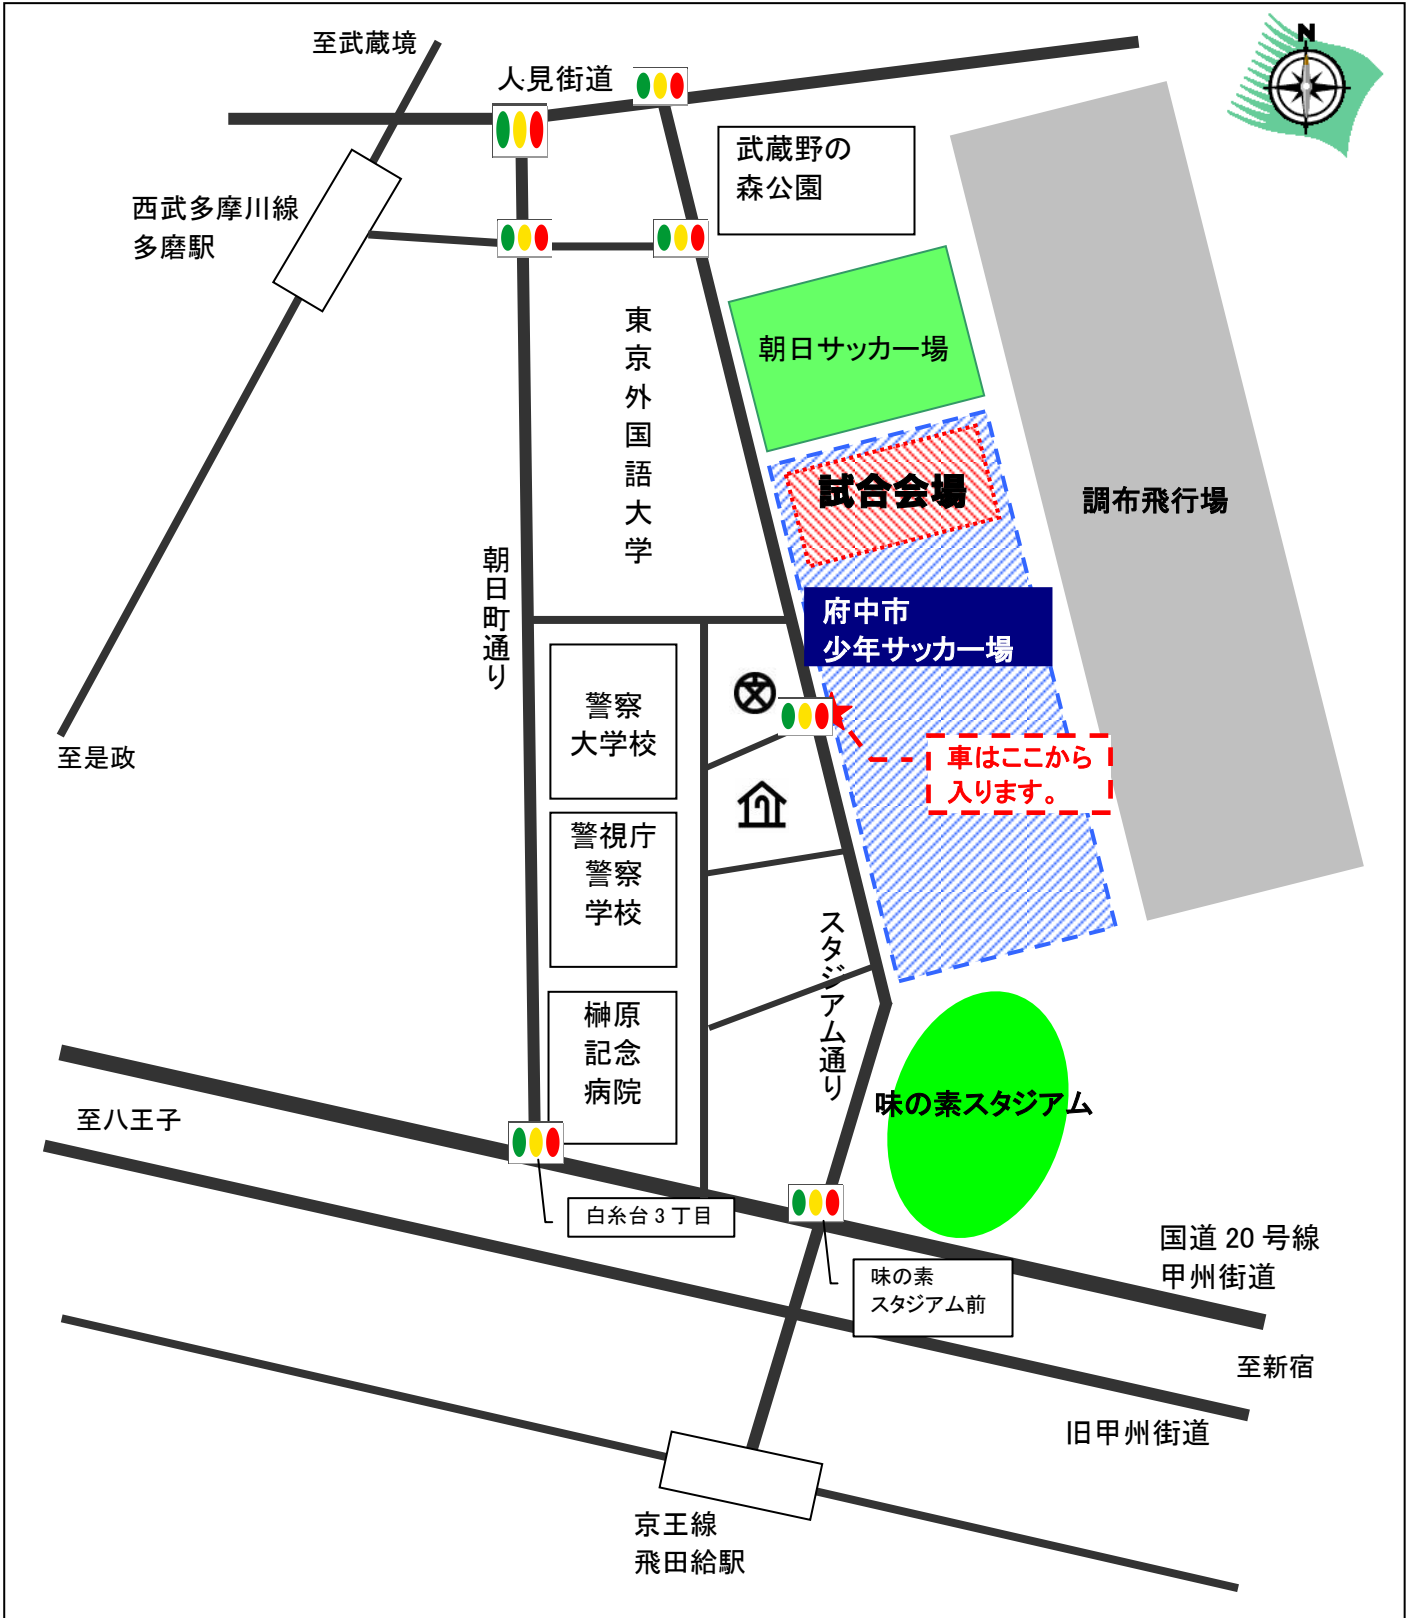 至武蔵境
人見街道
N
武蔵野の
森公園
西武多摩川線
多磨駅
朝日サッカー場
東京外国語大学
試合会場
調布飛行場
朝日町通り
府中市
少年サッカー場
警察
大学校
車はここから
入ります。
至是政
警視庁
警察
学校
スタジアム通り
榊原
記念
病院
味の素スタジアム
至八王子
白糸台3丁目
国道20号線
甲州街道
味の素
スタジアム前
至新宿
旧甲州街道
京王線
飛田給駅